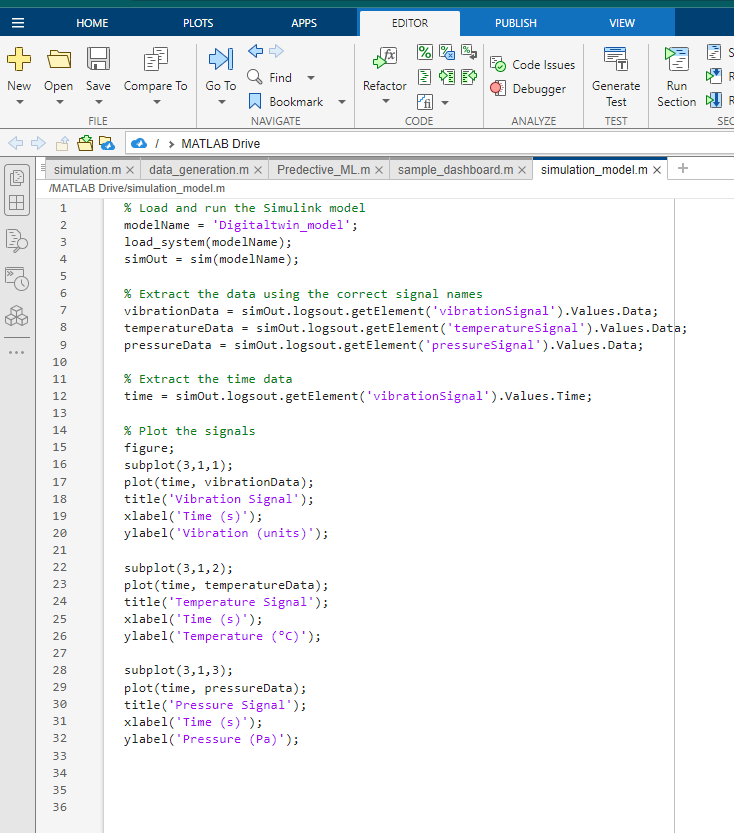 HOME PLOTS APPS EDITOR PUBLISH VIEW
New Open Save Compare To Go To Find Bookmark Refactor Code Issues Debugger Generate Test Run Section
FILE NAVIGATE CODE ANALYZE TEST SEC
/ MATLAB Drive
simulation.m data_generation.m Predective_ML.m sample_dashboard.m simulation_model.m
/MATLAB Drive/simulation_model.m
1 % Load and run the Simulink model
2 modelName = 'Digitaltwin_model';
3 load_system(modelName);
4 simOut = sim(modelName);
5
6 % Extract the data using the correct signal names
7 vibrationData = simOut.logsout.getElement('vibrationSignal').Values.Data;
8 temperatureData = simOut.logsout.getElement('temperatureSignal').Values.Data;
9 pressureData = simOut.logsout.getElement('pressureSignal').Values.Data;
10
11 % Extract the time data
12 time = simOut.logsout.getElement('vibrationSignal').Values.Time;
13
14 % Plot the signals
15 figure;
16 subplot(3,1,1);
17 plot(time, vibrationData);
18 title('Vibration Signal');
19 xlabel('Time (s)');
20 ylabel('Vibration (units)');
21
22 subplot(3,1,2);
23 plot(time, temperatureData);
24 title('Temperature Signal');
25 xlabel('Time (s)');
26 ylabel('Temperature (°C)');
27
28 subplot(3,1,3);
29 plot(time, pressureData);
30 title('Pressure Signal');
31 xlabel('Time (s)');
32 ylabel('Pressure (Pa)');
33
34
35
36